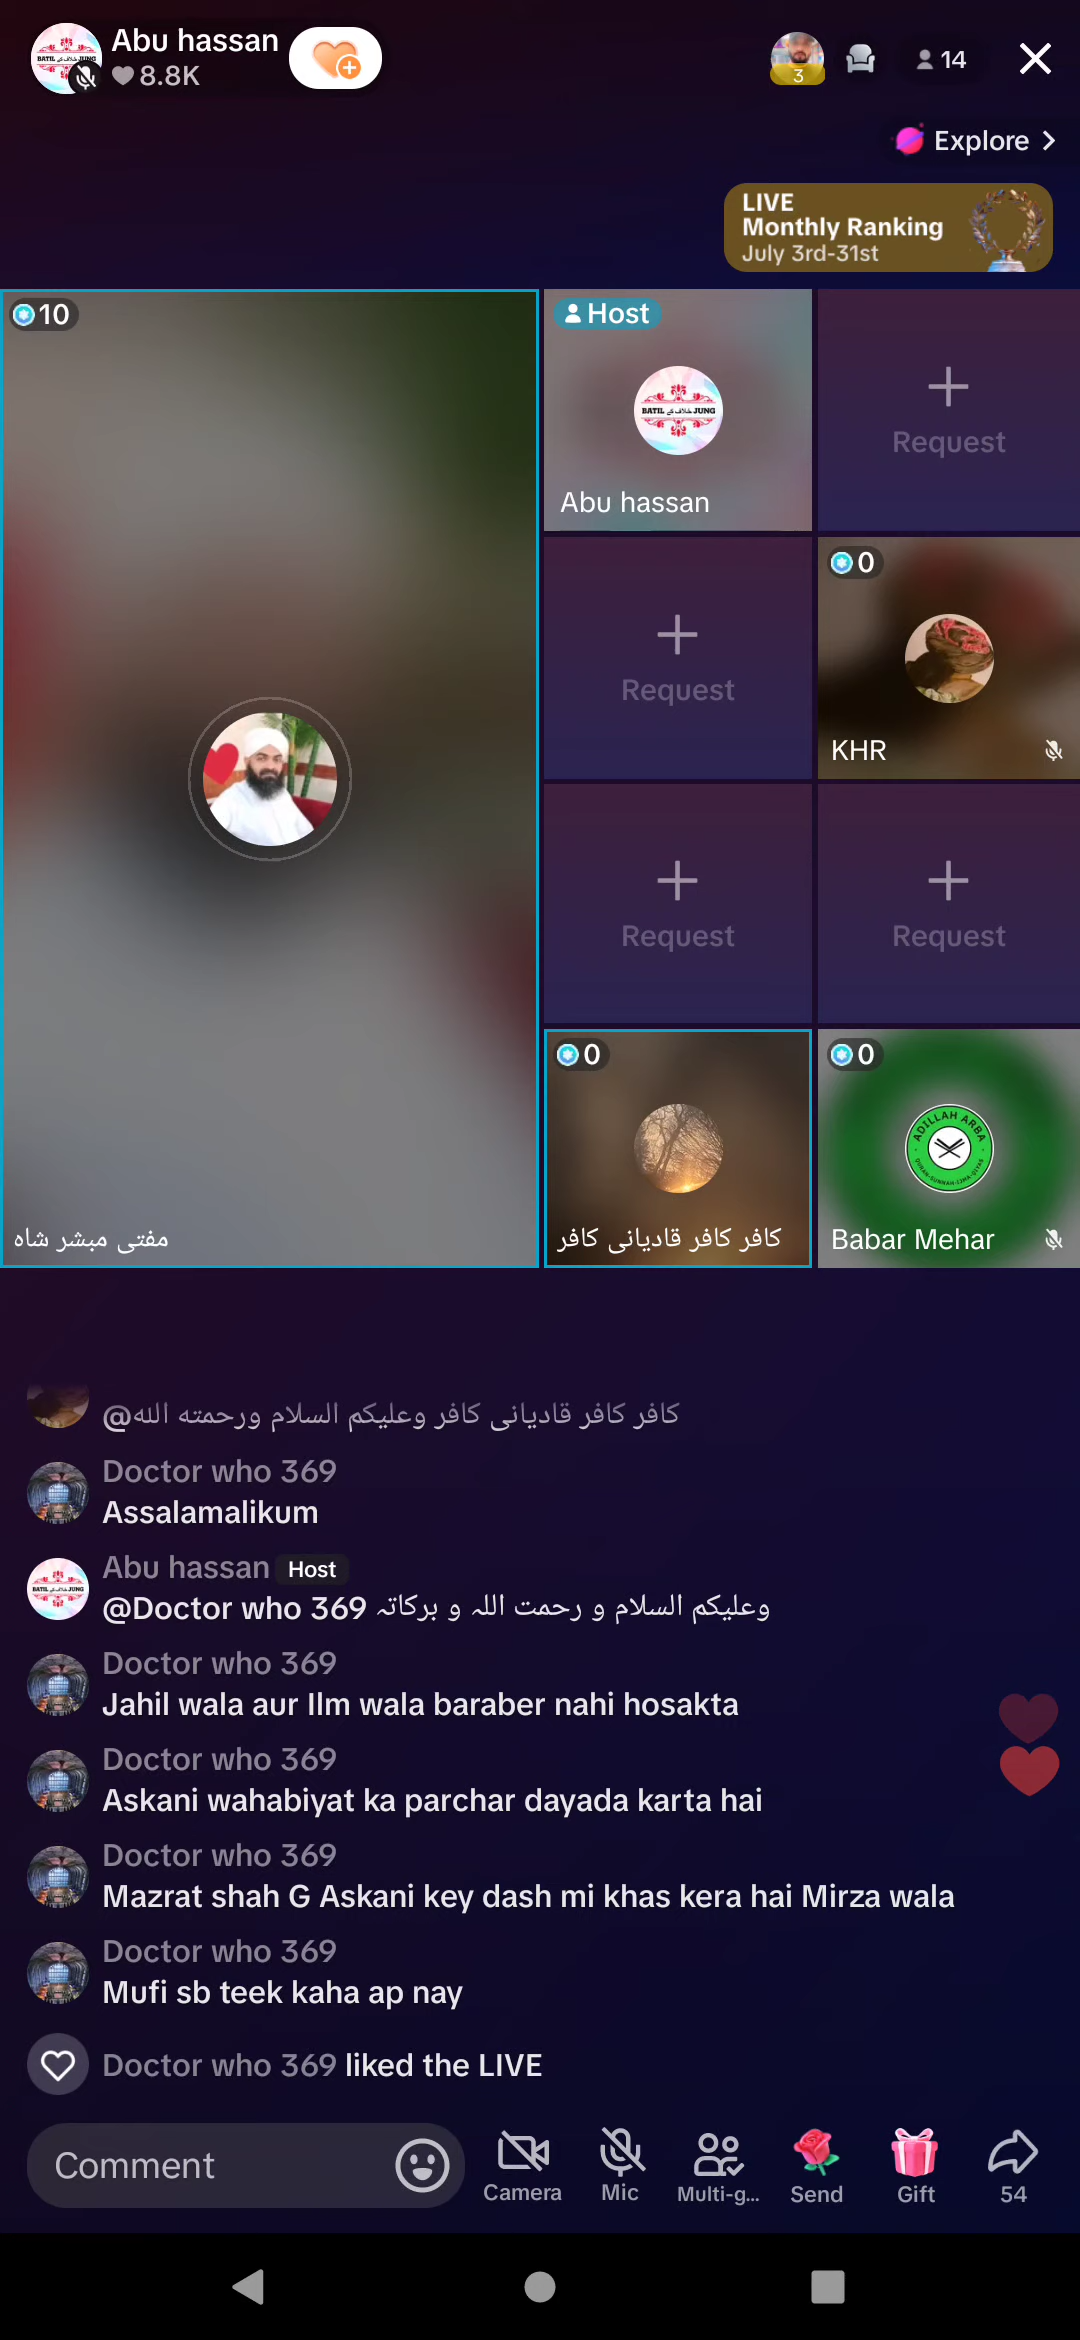 Abu hassan
8.8K
3
14
Explore
LIVE
Monthly Ranking
July 3rd-31st
10
Host
BATIL خلاف کے JUNG
Abu hassan
Request
Request
0
KHR
Request
Request
مفتی مبشر شاہ
0
کافر کافر قادیانی کافر
0
ADILLAH ARBA
Babar Mehar
@کافر کافر قادیانی کافر وعلیکم السلام ورحمتہ اللہ
Doctor who 369
Assalamalikum
Abu hassan Host
@Doctor who 369 وعلیکم السلام و رحمت اللہ و برکاتہ
Doctor who 369
Jahil wala aur Ilm wala baraber nahi hosakta
Doctor who 369
Askani wahabiyat ka parchar dayada karta hai
Doctor who 369
Mazrat shah G Askani key dash mi khas kera hai Mirza wala
Doctor who 369
Mufi sb teek kaha ap nay
Doctor who 369 liked the LIVE
Comment
Camera
Mic
Multi-g...
Send
Gift
54